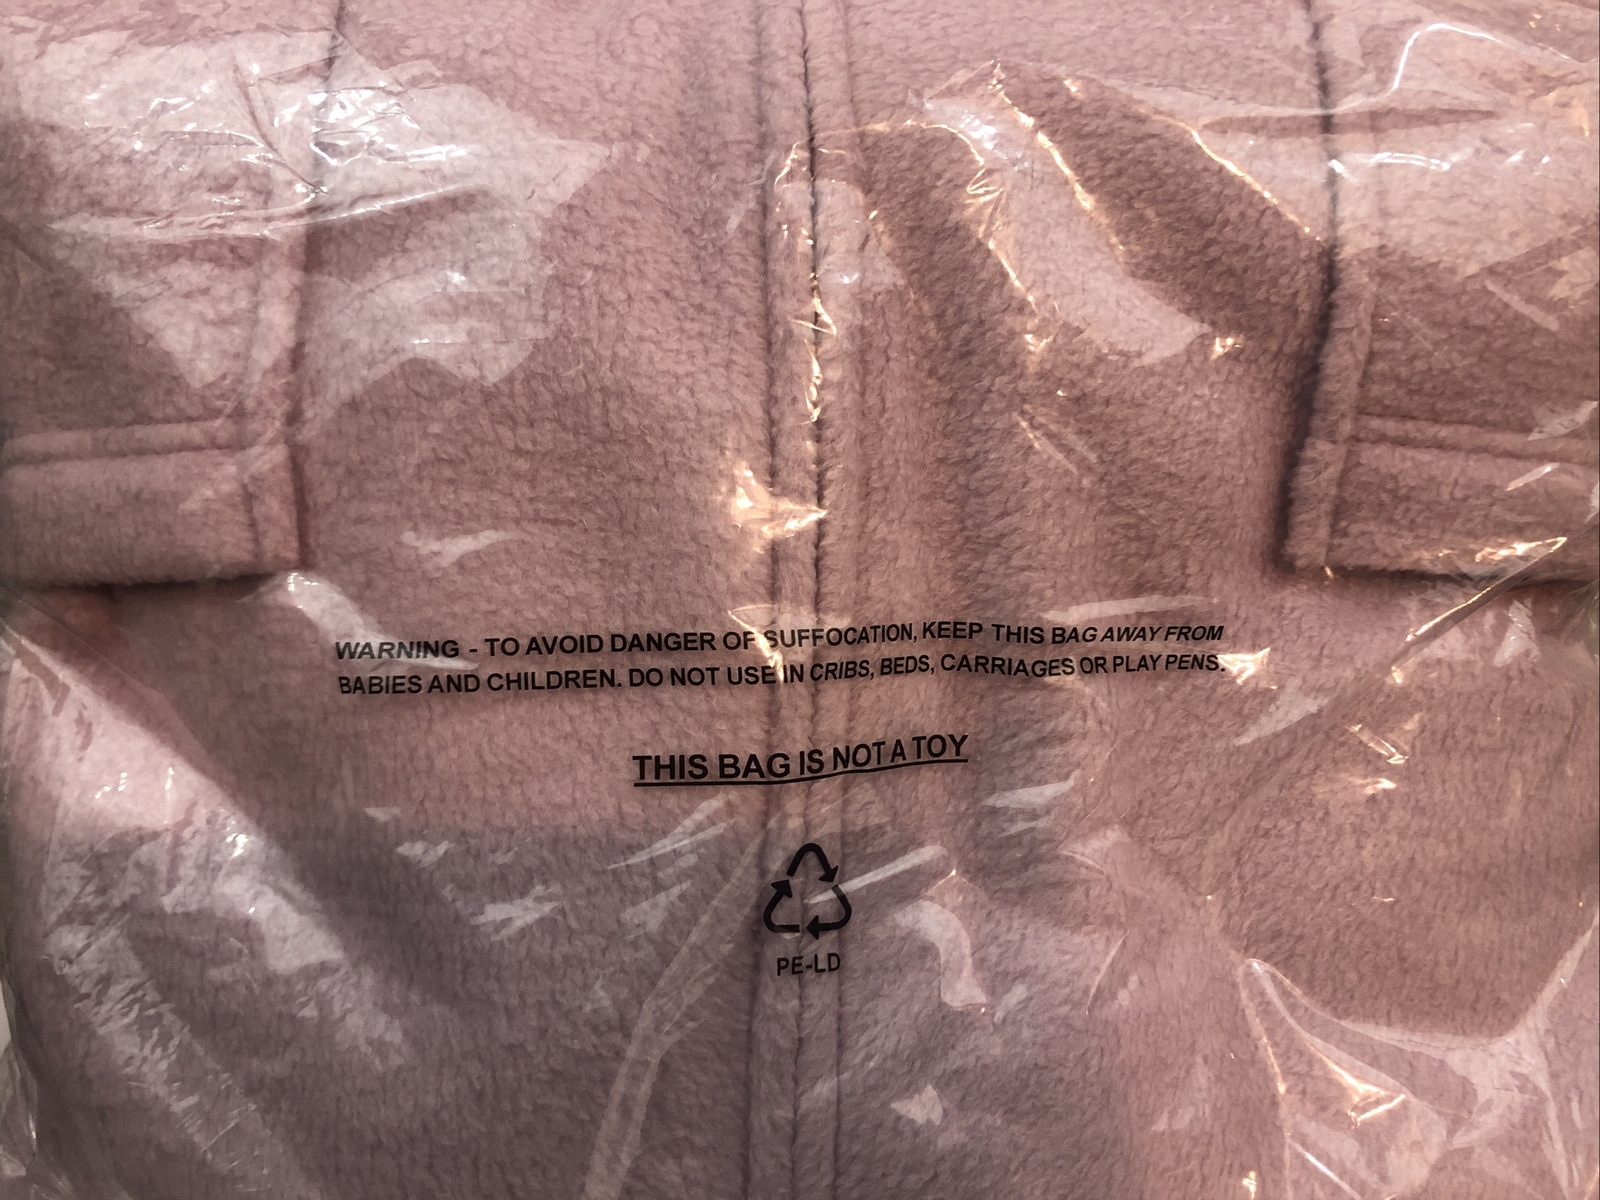 WARNING - TO AVOID DANGER OF SUFFOCATION, KEEP THIS BAG AWAY FROM
BABIES AND CHILDREN. DO NOT USE IN CRIBS, BEDS, CARRIAGES OR PLAY PENS.
THIS BAG IS NOT A TOY
PE-LD